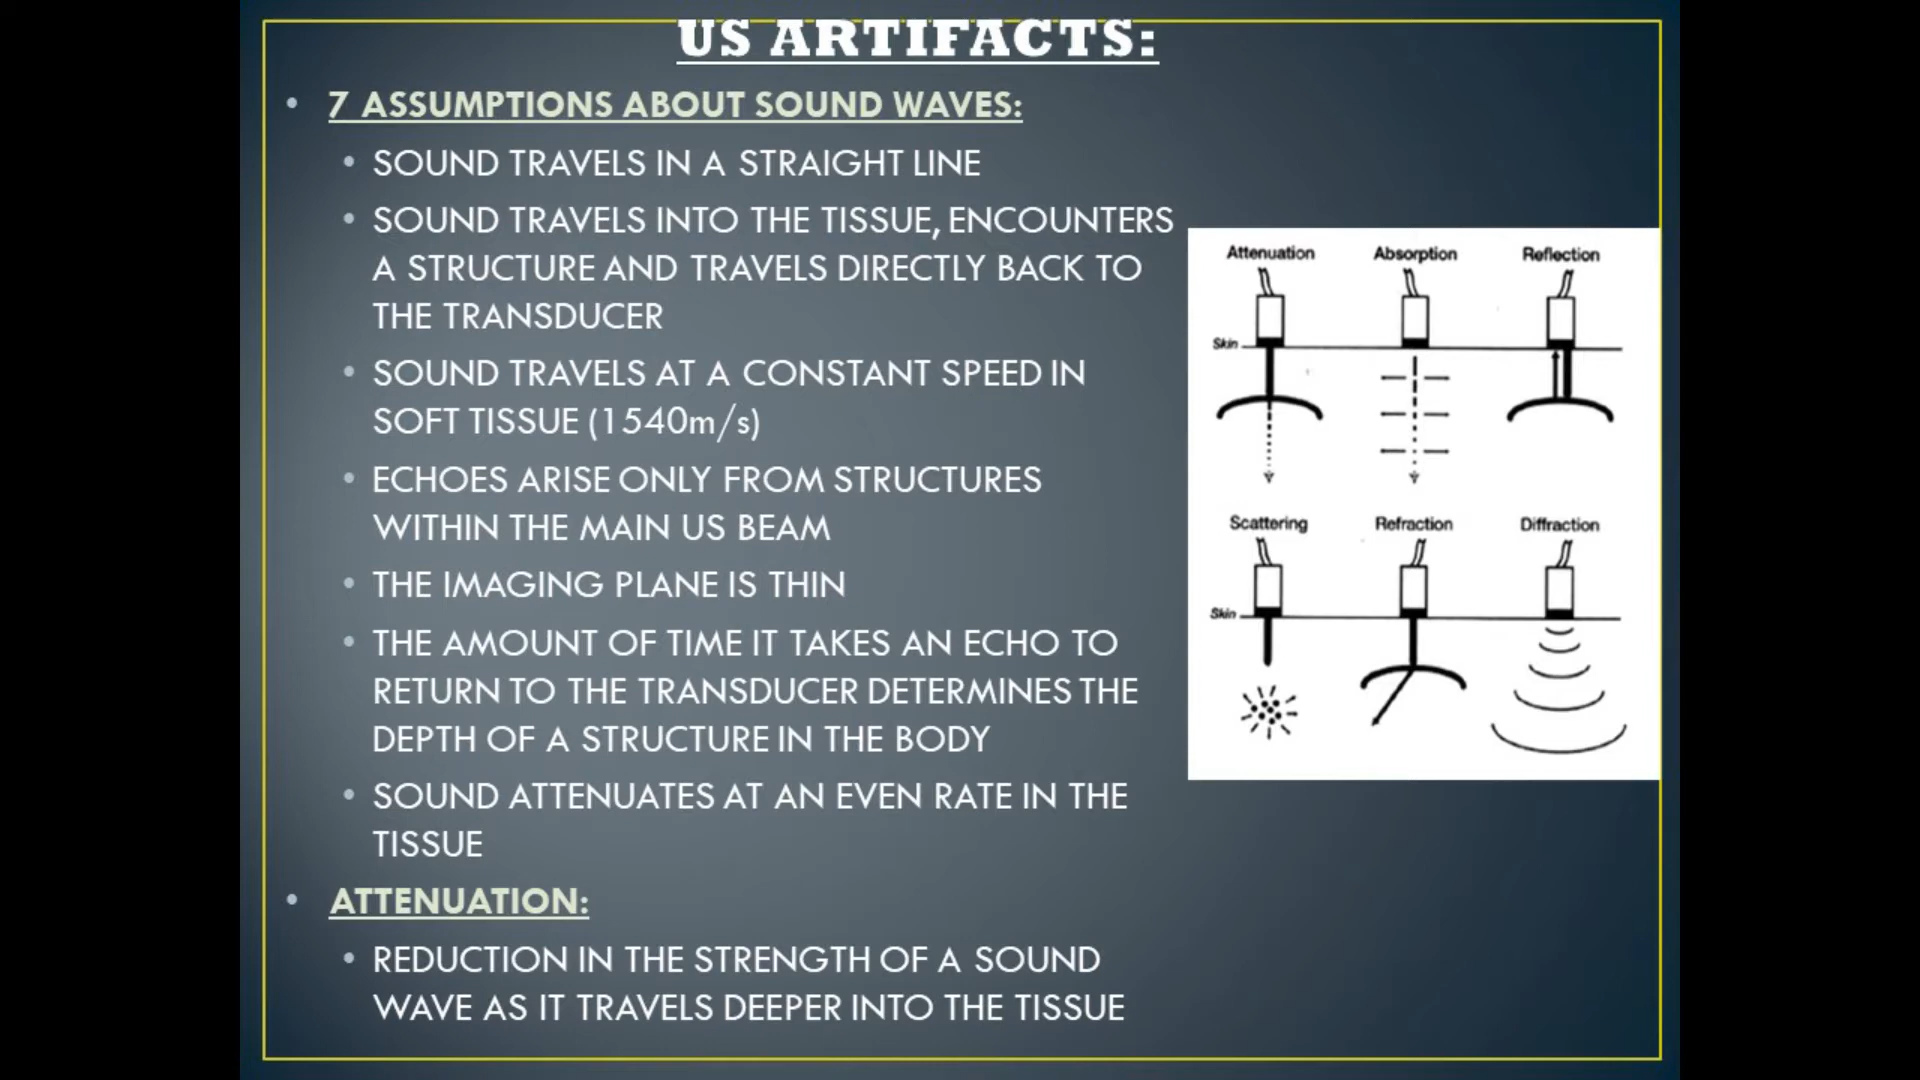 US ARTIFACTS:
• 7 ASSUMPTIONS ABOUT SOUND WAVES:
• SOUND TRAVELS IN A STRAIGHT LINE
• SOUND TRAVELS INTO THE TISSUE, ENCOUNTERS
A STRUCTURE AND TRAVELS DIRECTLY BACK TO
THE TRANSDUCER
• SOUND TRAVELS AT A CONSTANT SPEED IN
SOFT TISSUE (1540m/s)
• ECHOES ARISE ONLY FROM STRUCTURES
WITHIN THE MAIN US BEAM
• THE IMAGING PLANE IS THIN
• THE AMOUNT OF TIME IT TAKES AN ECHO TO
RETURN TO THE TRANSDUCER DETERMINES THE
DEPTH OF A STRUCTURE IN THE BODY
• SOUND ATTENUATES AT AN EVEN RATE IN THE
TISSUE
• ATTENUATION:
• REDUCTION IN THE STRENGTH OF A SOUND
WAVE AS IT TRAVELS DEEPER INTO THE TISSUE
Attenuation Absorption Reflection
Skin
Scattering Refraction Diffraction
Skin